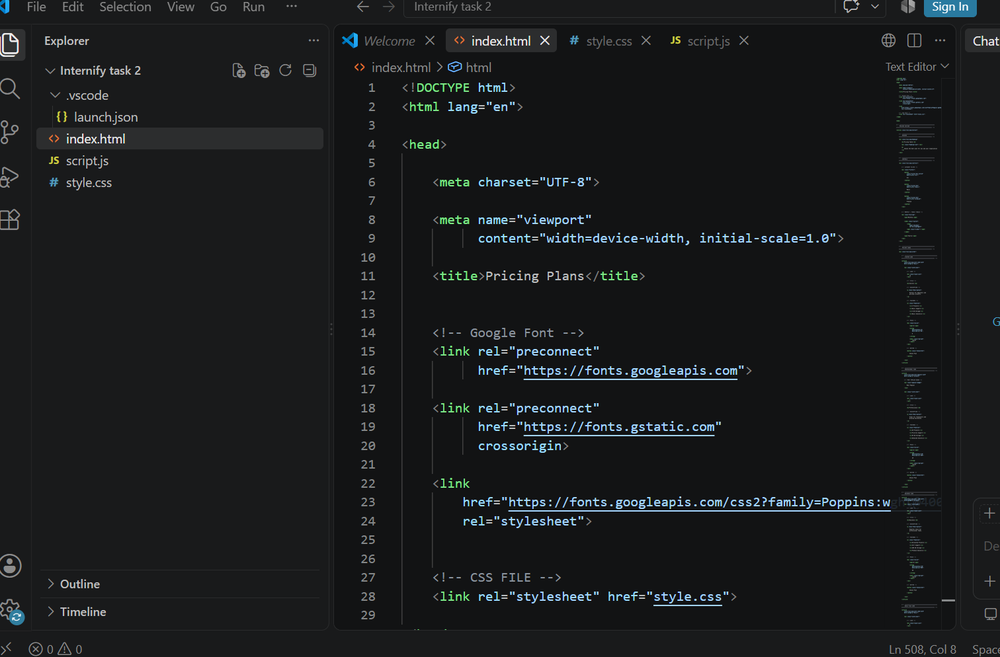 File Edit Selection View Go Run ···
Internify task 2
Sign In
Explorer
Internify task 2
.vscode
{} launch.json
<> index.html
JS script.js
# style.css
Outline
Timeline
Welcome
<> index.html
# style.css
JS script.js
<> index.html > html
Text Editor
1 <!DOCTYPE html>
2 <html lang="en">
3
4 <head>
5
6 <meta charset="UTF-8">
7
8 <meta name="viewport"
9 content="width=device-width, initial-scale=1.0">
10
11 <title>Pricing Plans</title>
12
13
14 <!-- Google Font -->
15 <link rel="preconnect"
16 href="https://fonts.googleapis.com">
17
18 <link rel="preconnect"
19 href="https://fonts.gstatic.com"
20 crossorigin>
21
22 <link
23 href="https://fonts.googleapis.com/css2?family=Poppins:wght@400
24 rel="stylesheet">
25
26
27 <!-- CSS FILE -->
28 <link rel="stylesheet" href="style.css">
29
Chat
G
De
0 0
Ln 508, Col 8
Spac